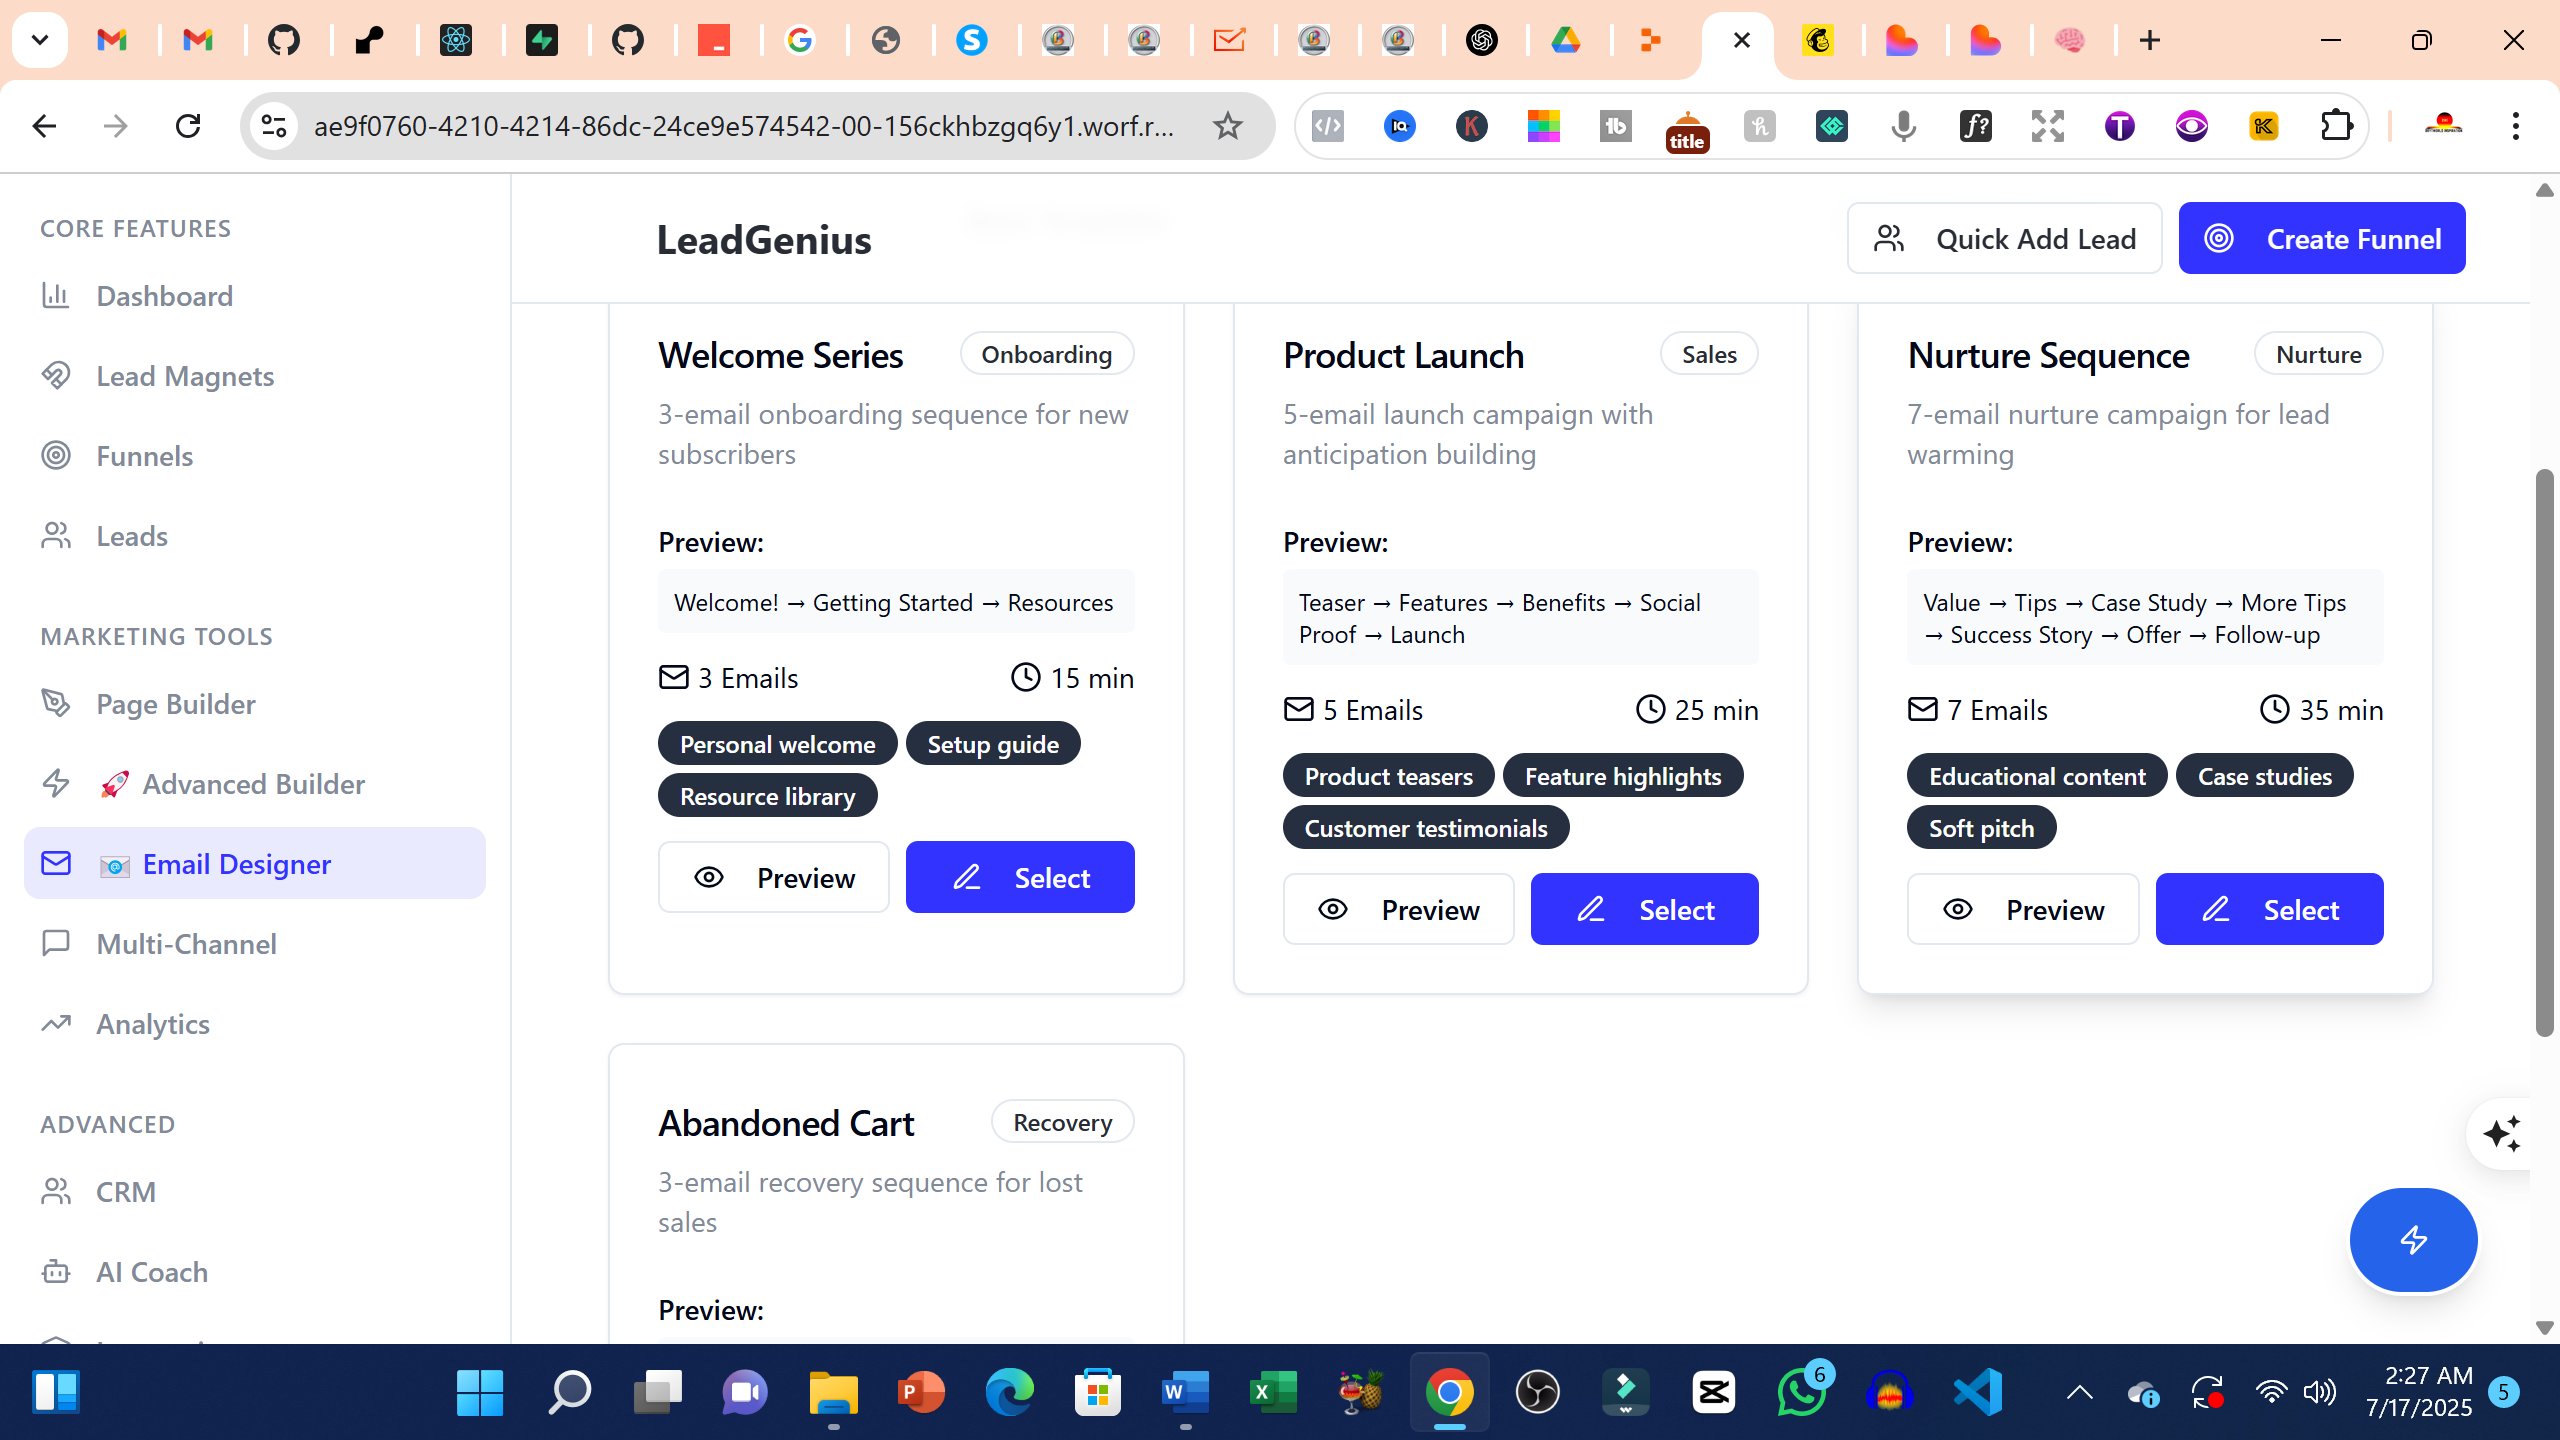 ae9f0760-4210-4214-86dc-24ce9e574542-00-156ckhbzgq6y1.worf.r...
title
CORE FEATURES
Dashboard
Lead Magnets
Funnels
Leads
MARKETING TOOLS
Page Builder
🚀 Advanced Builder
📧 Email Designer
Multi-Channel
Analytics
ADVANCED
CRM
AI Coach
LeadGenius
Quick Add Lead
Create Funnel
Welcome Series
Onboarding
3-email onboarding sequence for new
subscribers
Preview:
Welcome! → Getting Started → Resources
3 Emails
15 min
Personal welcome
Setup guide
Resource library
Preview
Select
Product Launch
Sales
5-email launch campaign with
anticipation building
Preview:
Teaser → Features → Benefits → Social
Proof → Launch
5 Emails
25 min
Product teasers
Feature highlights
Customer testimonials
Preview
Select
Nurture Sequence
Nurture
7-email nurture campaign for lead
warming
Preview:
Value → Tips → Case Study → More Tips
→ Success Story → Offer → Follow-up
7 Emails
35 min
Educational content
Case studies
Soft pitch
Preview
Select
Abandoned Cart
Recovery
3-email recovery sequence for lost
sales
Preview:
6
2:27 AM
7/17/2025
5